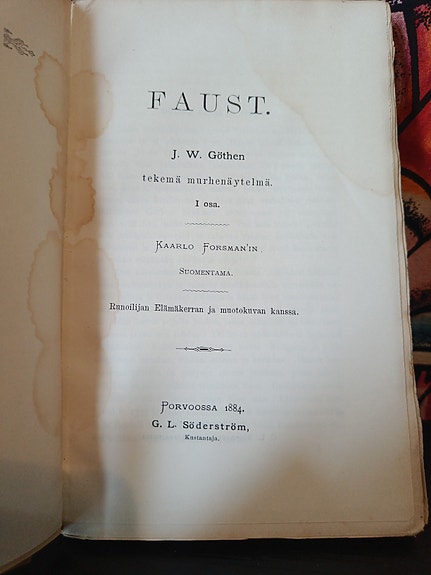 FAUST.
J. W. Göthen
tekemä murhenäytelmä.
I osa.
KAARLO FORSMAN'IN
SUOMENTAMA.
Runoilijan Elämäkerran ja muotokuvan kanssa.
PORVOOSSA 1884.
G. L. Söderström,
Kustantaja.